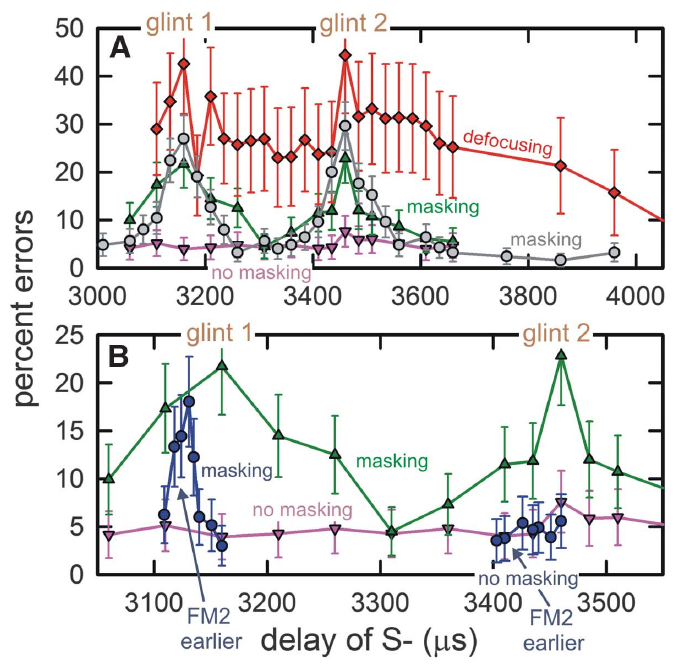 glint 1 glint 2
50
A
40
30
defocusing
20
masking
10
masking
0
no masking
3000 3200 3400 3600 3800 4000
percent errors
glint 1 glint 2
25
B
20
15
masking
masking
10
no masking
5
0
no masking
3100 3200 3300 3400 3500
FM2
earlier
FM2
earlier
delay of S- (μs)